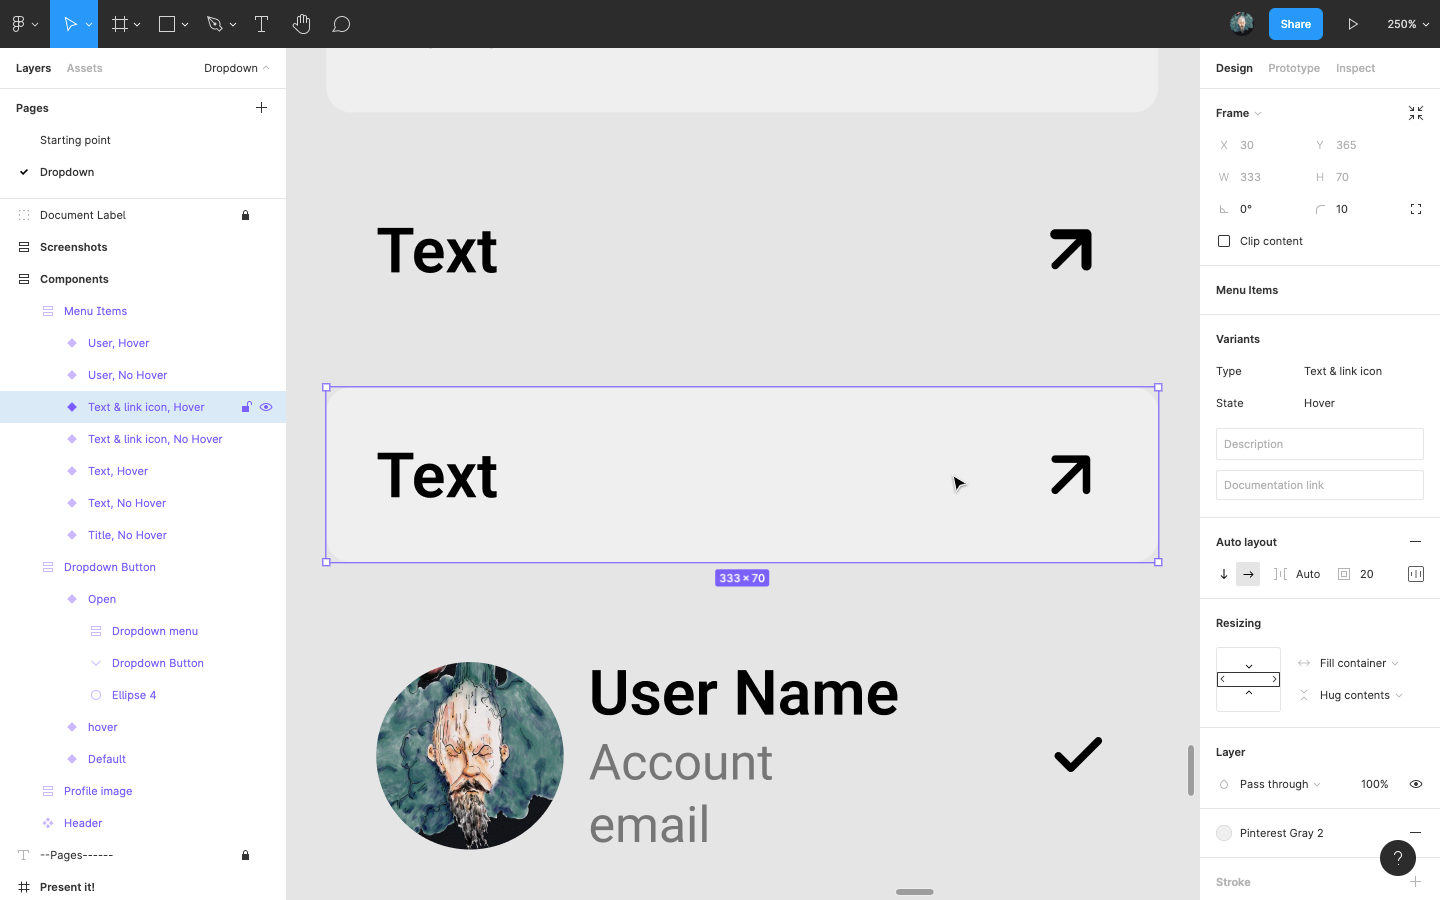 Share
250%
Layers
Assets
Dropdown
Pages
Starting point
Dropdown
Document Label
Screenshots
Components
Menu Items
User, Hover
User, No Hover
Text & link icon, Hover
Text & link icon, No Hover
Text, Hover
Text, No Hover
Title, No Hover
Dropdown Button
Open
Dropdown menu
Dropdown Button
Ellipse 4
hover
Default
Profile image
Header
--Pages------
Present it!
Text
Text
333 × 70
User Name
Account
email
Design
Prototype
Inspect
Frame
X 30
Y 365
W 333
H 70
0°
10
Clip content
Menu Items
Variants
Type
Text & link icon
State
Hover
Description
Documentation link
Auto layout
Auto
20
Resizing
Fill container
Hug contents
Layer
Pass through
100%
Pinterest Gray 2
?
Stroke